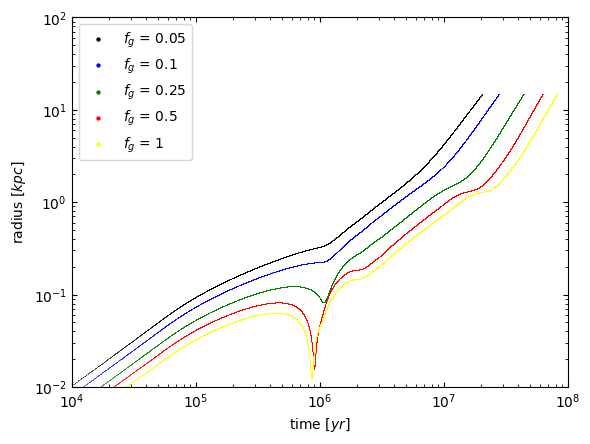 10²
f_g = 0.05
f_g = 0.1
f_g = 0.25
f_g = 0.5
f_g = 1
10¹
radius [kpc]
10⁰
10⁻¹
10⁻²
10⁴ 10⁵ 10⁶ 10⁷ 10⁸
time [yr]